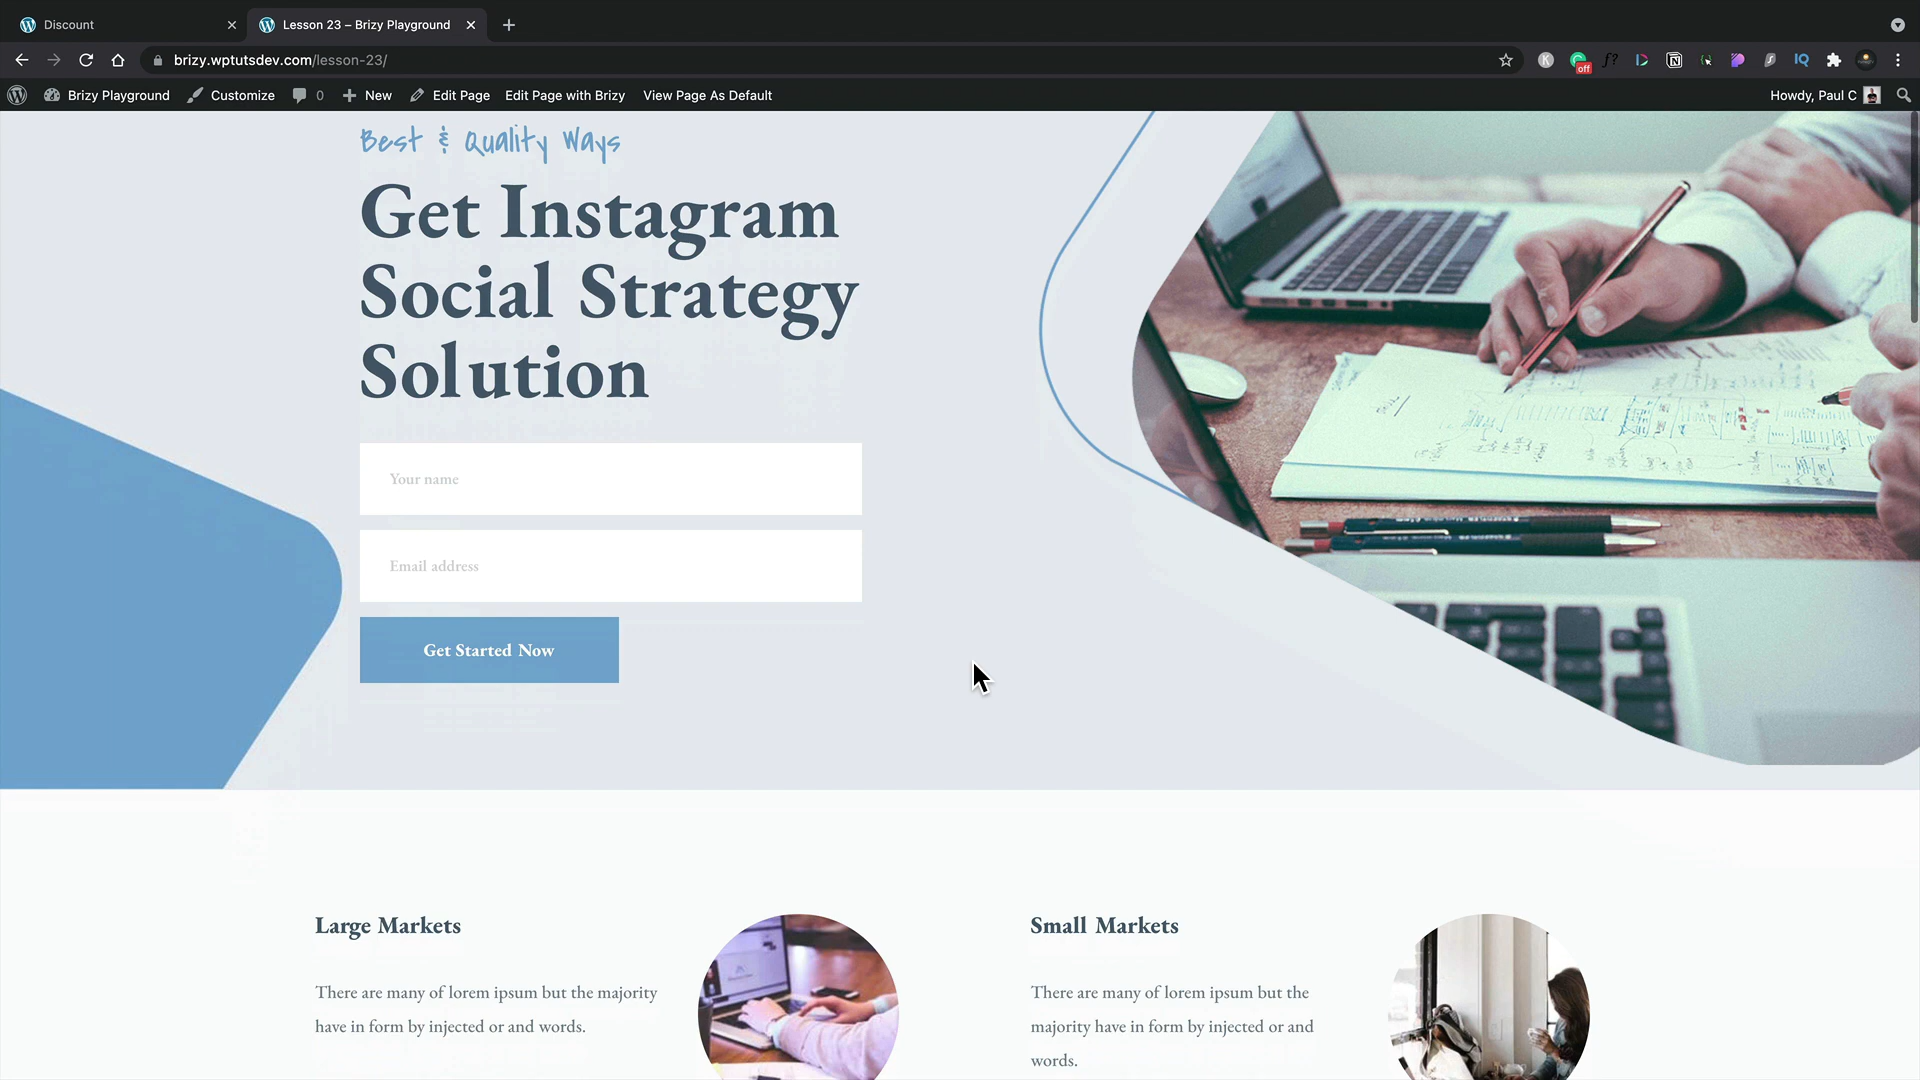 Discount
Lesson 23 – Brizy Playground
brizy.wptutsdev.com/lesson-23/
off
f?
IQ
Brizy Playground
Customize
0
New
Edit Page
Edit Page with Brizy
View Page As Default
Howdy, Paul C
Best & Quality Ways
Get Instagram
Social Strategy
Solution
Your name
Email address
Get Started Now
Large Markets
There are many of lorem ipsum but the majority
have in form by injected or and words.
Small Markets
There are many of lorem ipsum but the
majority have in form by injected or and
words.